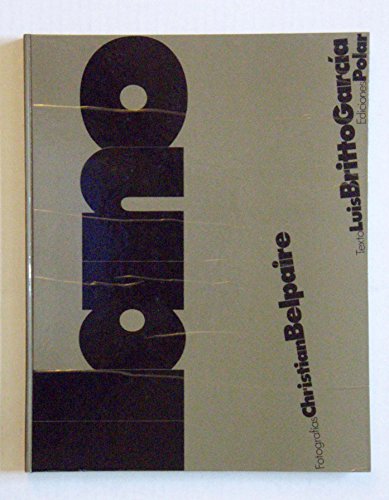 llano
Fotografías Christian Belpaire
Texto Luis Britto García
Ediciones Polar